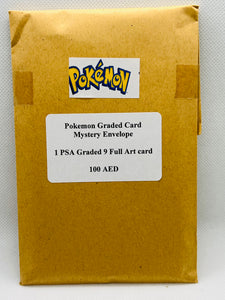 Pokémon
Pokemon Graded Card
Mystery Envelope
1 PSA Graded 9 Full Art card
100 AED